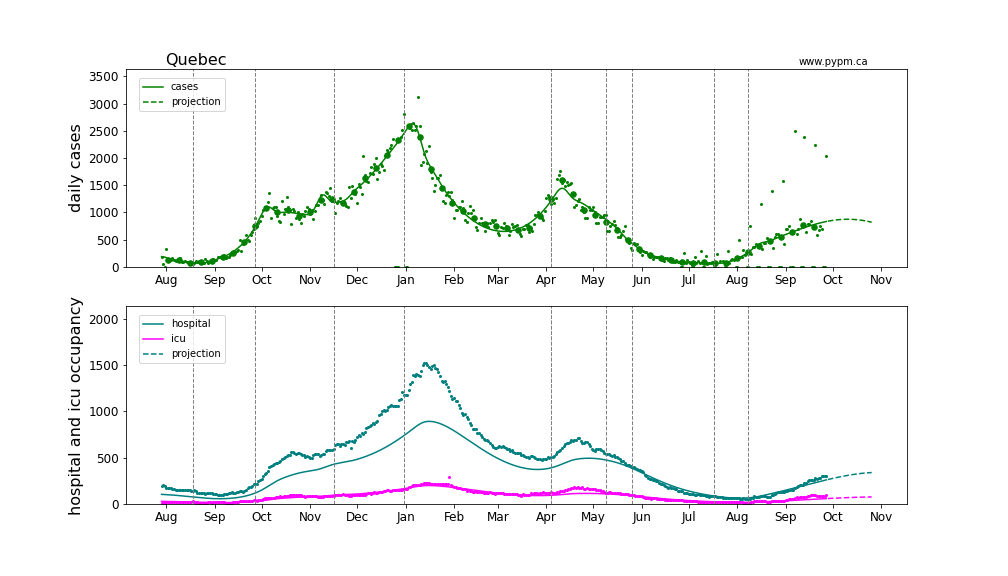 Quebec
www.pypm.ca
daily cases
3500
3000
2500
2000
1500
1000
500
0
cases
projection
Aug Sep Oct Nov Dec Jan Feb Mar Apr May Jun Jul Aug Sep Oct Nov
hospital and icu occupancy
2000
1500
1000
500
0
hospital
icu
projection
Aug Sep Oct Nov Dec Jan Feb Mar Apr May Jun Jul Aug Sep Oct Nov